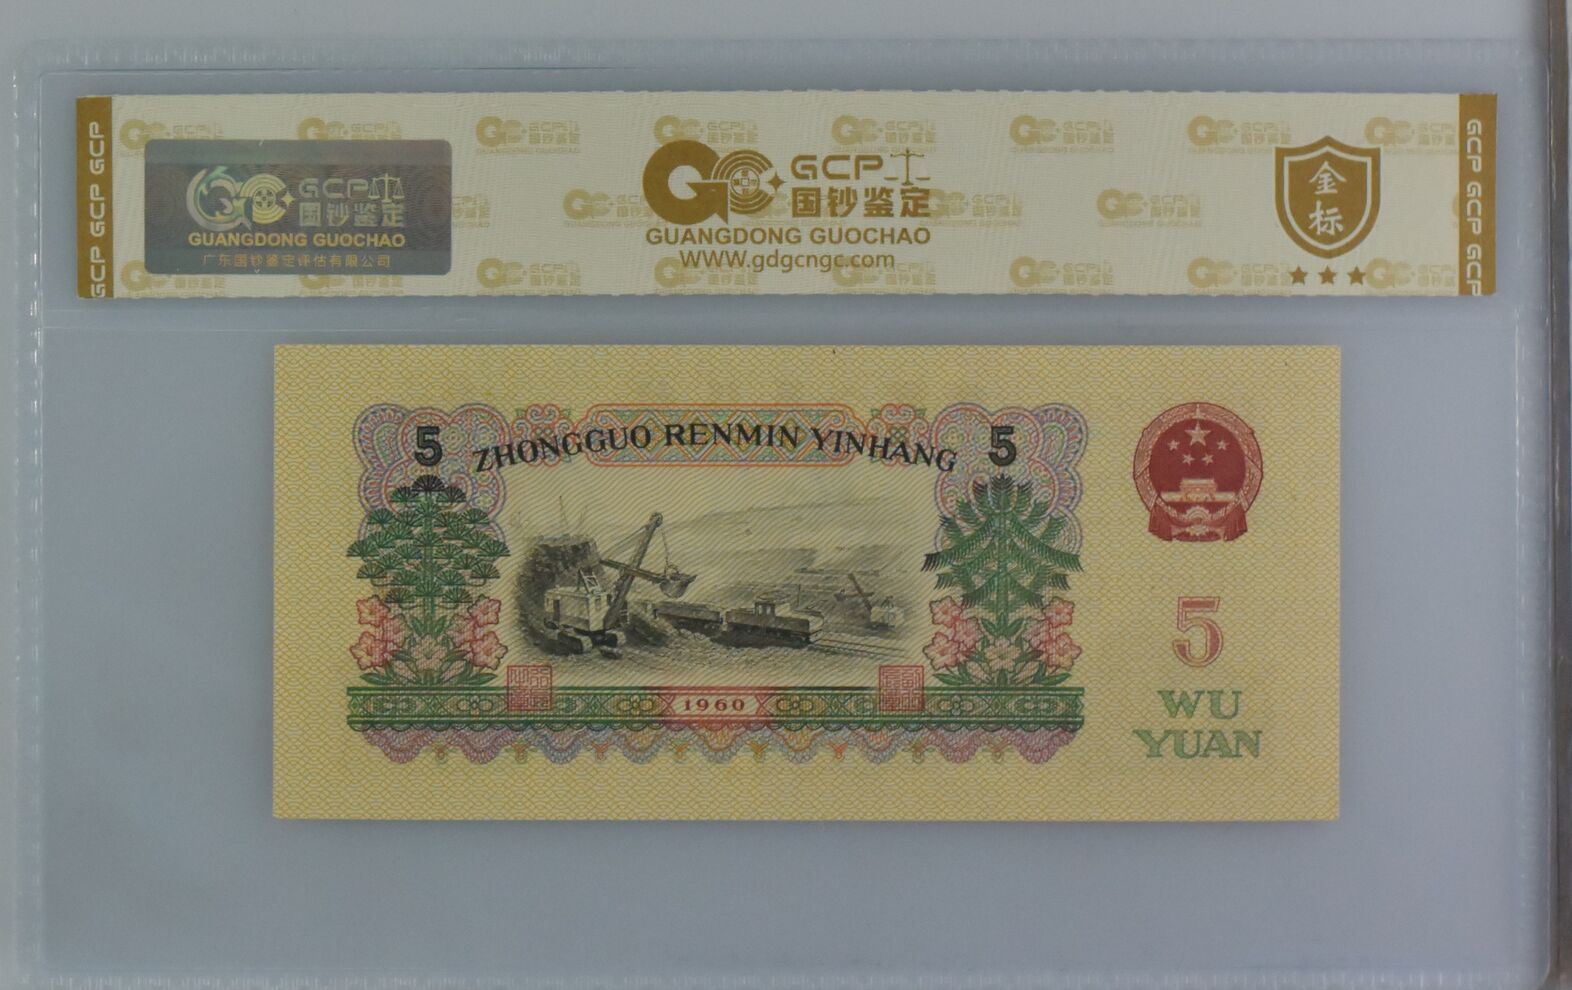 GCP GCP GCP
GCP
国钞鉴定
GUANGDONG GUOCHAO
广东国钞鉴定评估有限公司
GCP
国钞鉴定
GUANGDONG GUOCHAO
WWW.gdgcngc.com
金标
GCP GCP GCP
5 ZHONGGUO RENMIN YINHANG 5
5
1960
WU
YUAN